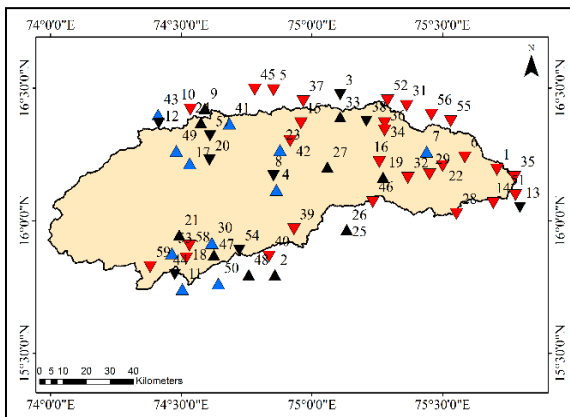 74°0'0"E 74°30'0"E 75°0'0"E 75°30'0"E
N
45 5 37 3 52 31
43 10 9 41 15 33 38 56 55
12 24 5 36
23 34 7
49 17 20 42 6
8 27 16 19 32 29 1 35
4 46 22 11
14 13
26 28
21 39 25
53 58 30
59 47 54 40
44 18 48 2
11 50
16°30'0"N
16°0'0"N
15°30'0"N
16°30'0"N
16°0'0"N
15°30'0"N
0 5 10 20 30 40
Kilometers
74°0'0"E 74°30'0"E 75°0'0"E 75°30'0"E